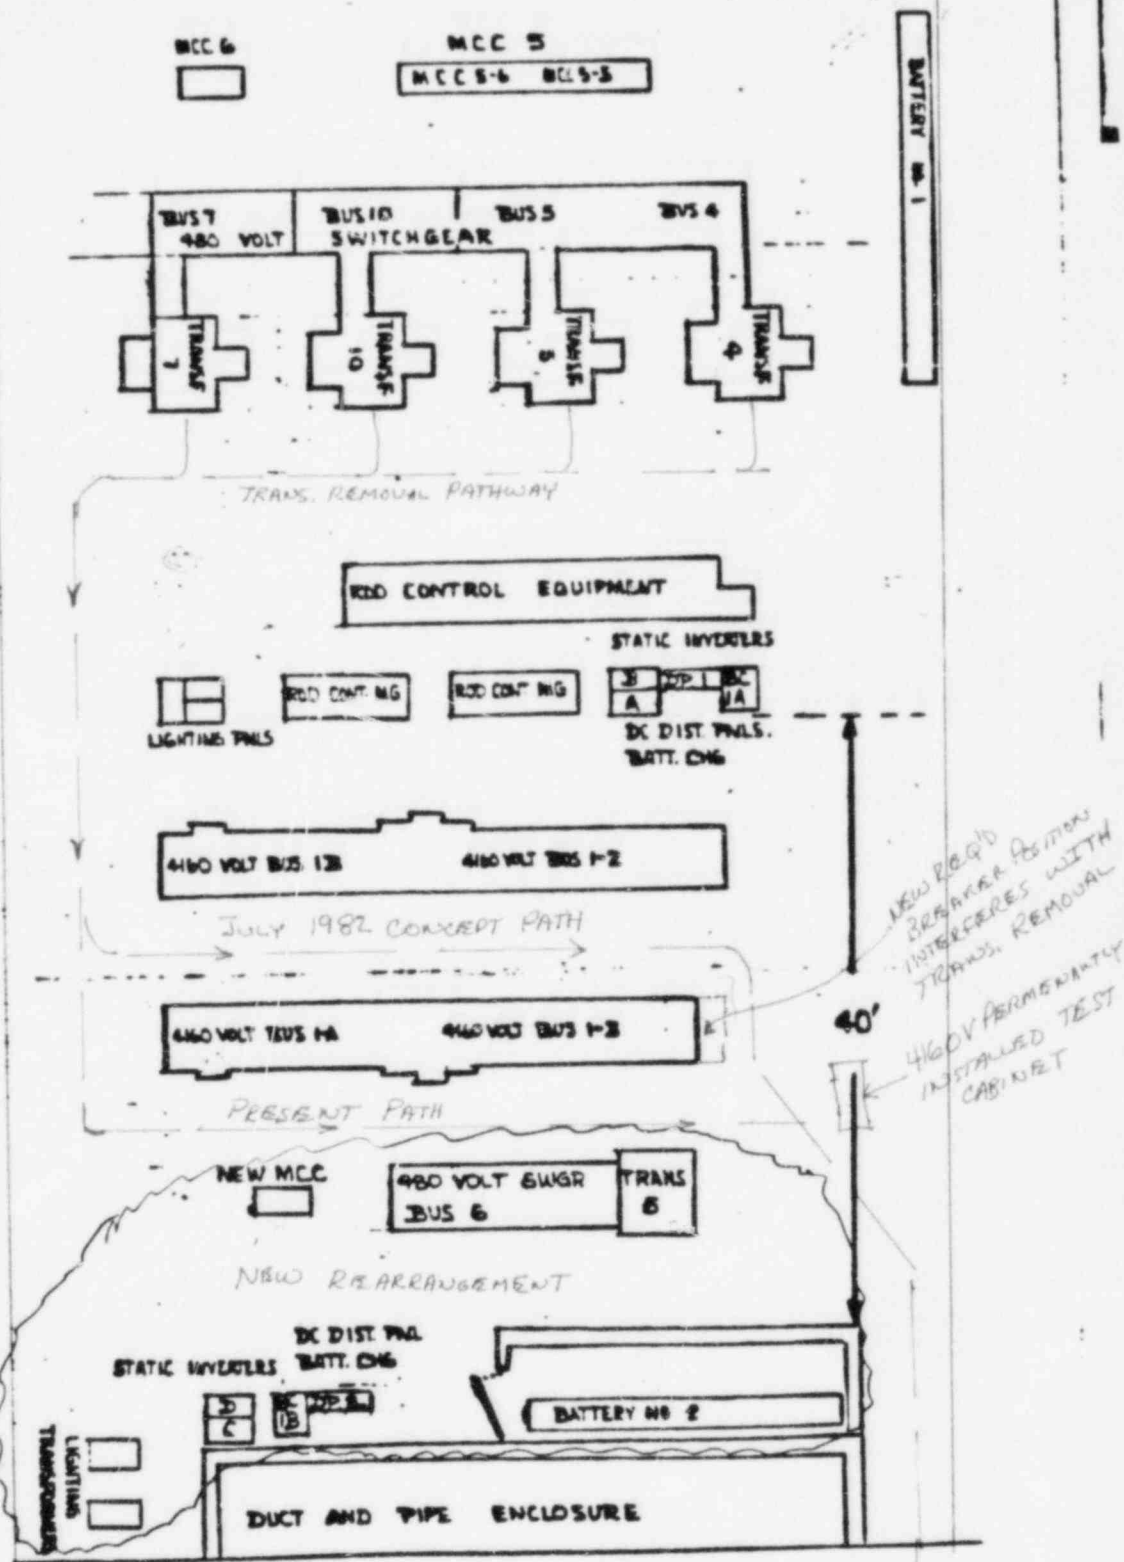 MCC 6
MCC 5
MCC 5-6 MCC 5-5
BATTERY NO 1
BUS 7
480 VOLT
BUS 10
SWITCHGEAR
BUS 5
BUS 4
TRANSF
7
TRANSF
10
TRANSF
5
TRANSF
4
TRANS. REMOVAL PATHWAY
ROD CONTROL EQUIPMENT
STATIC INVERTERS
B
A
DP 1
BC
1A
ROD CONT MG
ROD CONT MG
LIGHTING PNLS
DC DIST. PNLS.
BATT. CHG
4160 VOLT BUS 1B
4160 VOLT BUS 1-2
JULY 1982 CONCEPT PATH
NEW REQ'D
BREAKER POSITION
INTERFERES WITH
TRANS. REMOVAL
4160 VOLT BUS 1-A
4160 VOLT BUS 1-3
40'
4160V PERMENANTLY
INSTALLED TEST
CABINET
PRESENT PATH
NEW MCC
480 VOLT SWGR
BUS 6
TRANS
6
NEW REARRANGEMENT
DC DIST. PNL
BATT. CHG
STATIC INVERTERS
D
C
BC
1B
DP 2
BATTERY NO 2
LIGHTING
TRANSFORMERS
DUCT AND PIPE ENCLOSURE